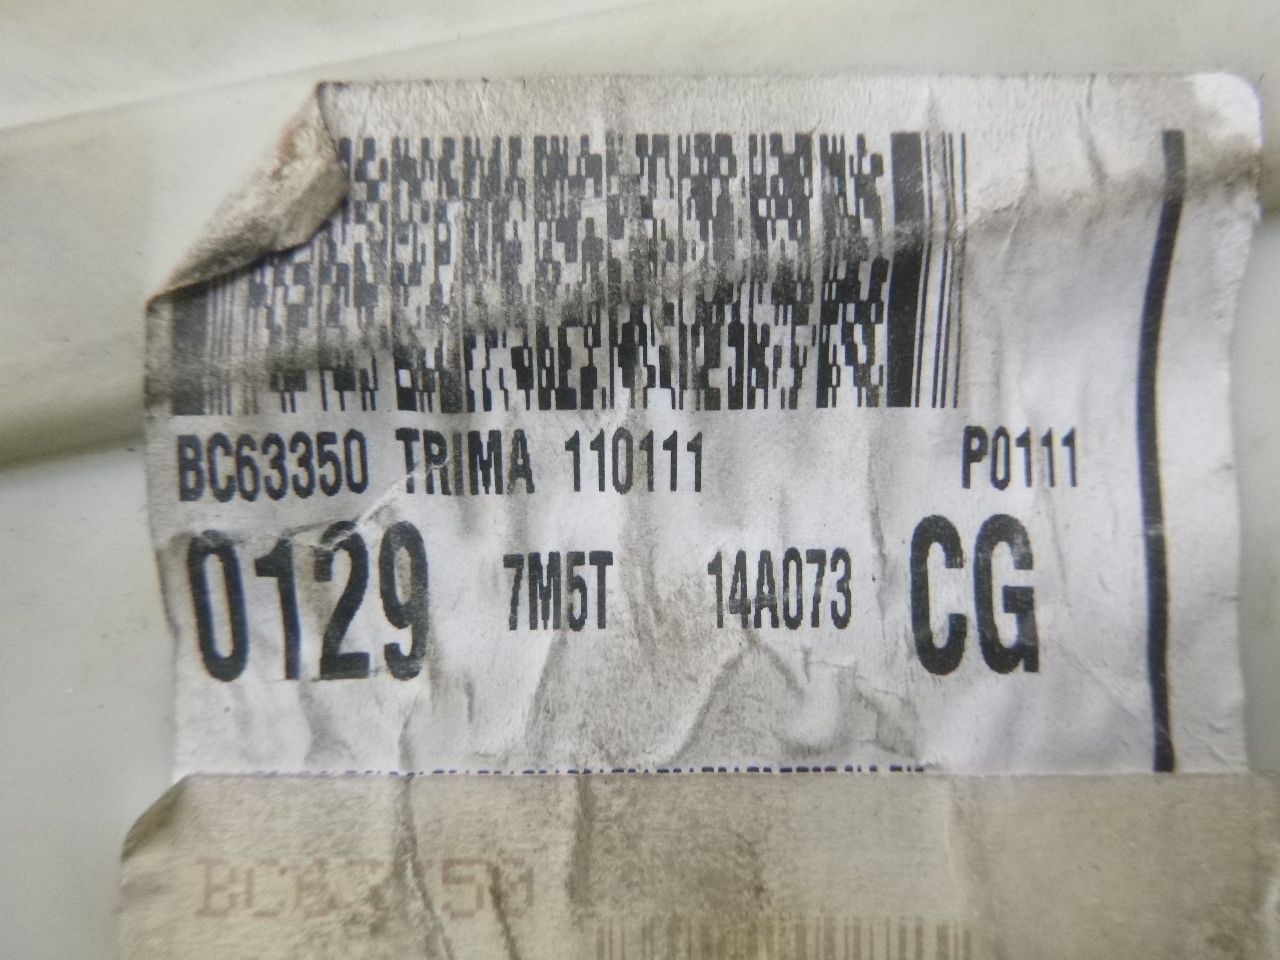 BC63350 TRIMA 110111 P0111
0129 7M5T 14A073 CG